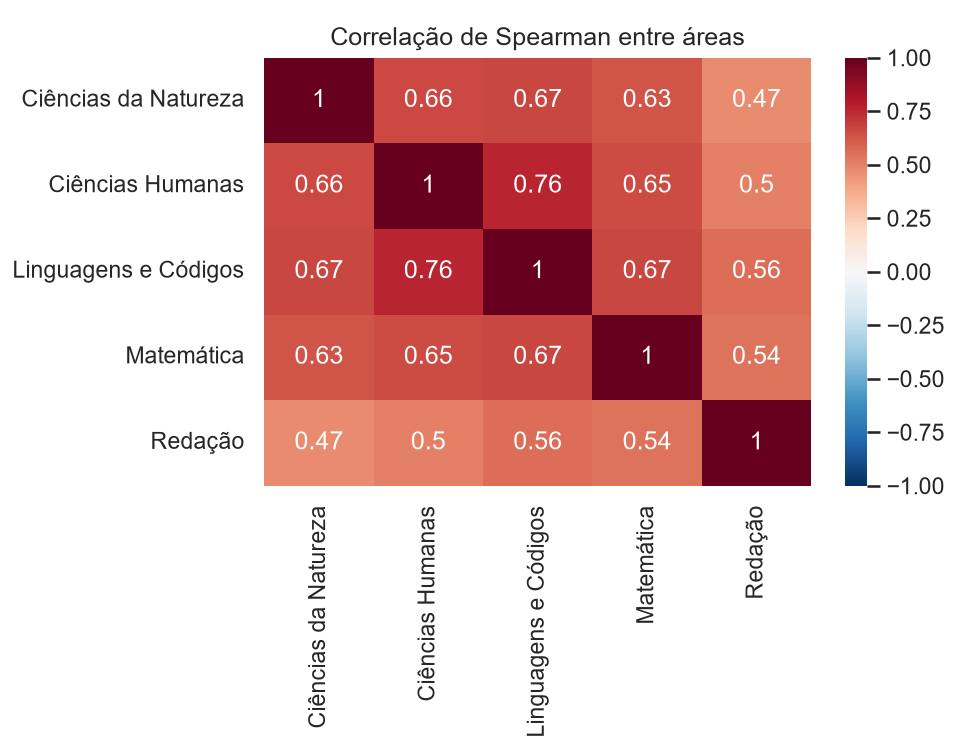 Correlação de Spearman entre áreas
Ciências da Natureza 1 0.66 0.67 0.63 0.47
Ciências Humanas 0.66 1 0.76 0.65 0.5
Linguagens e Códigos 0.67 0.76 1 0.67 0.56
Matemática 0.63 0.65 0.67 1 0.54
Redação 0.47 0.5 0.56 0.54 1
Ciências da Natureza
Ciências Humanas
Linguagens e Códigos
Matemática
Redação
1.00
0.75
0.50
0.25
0.00
−0.25
−0.50
−0.75
−1.00